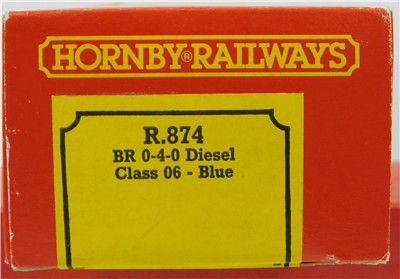 HORNBY® RAILWAYS
R.874
BR 0-4-0 Diesel
Class 06 - Blue